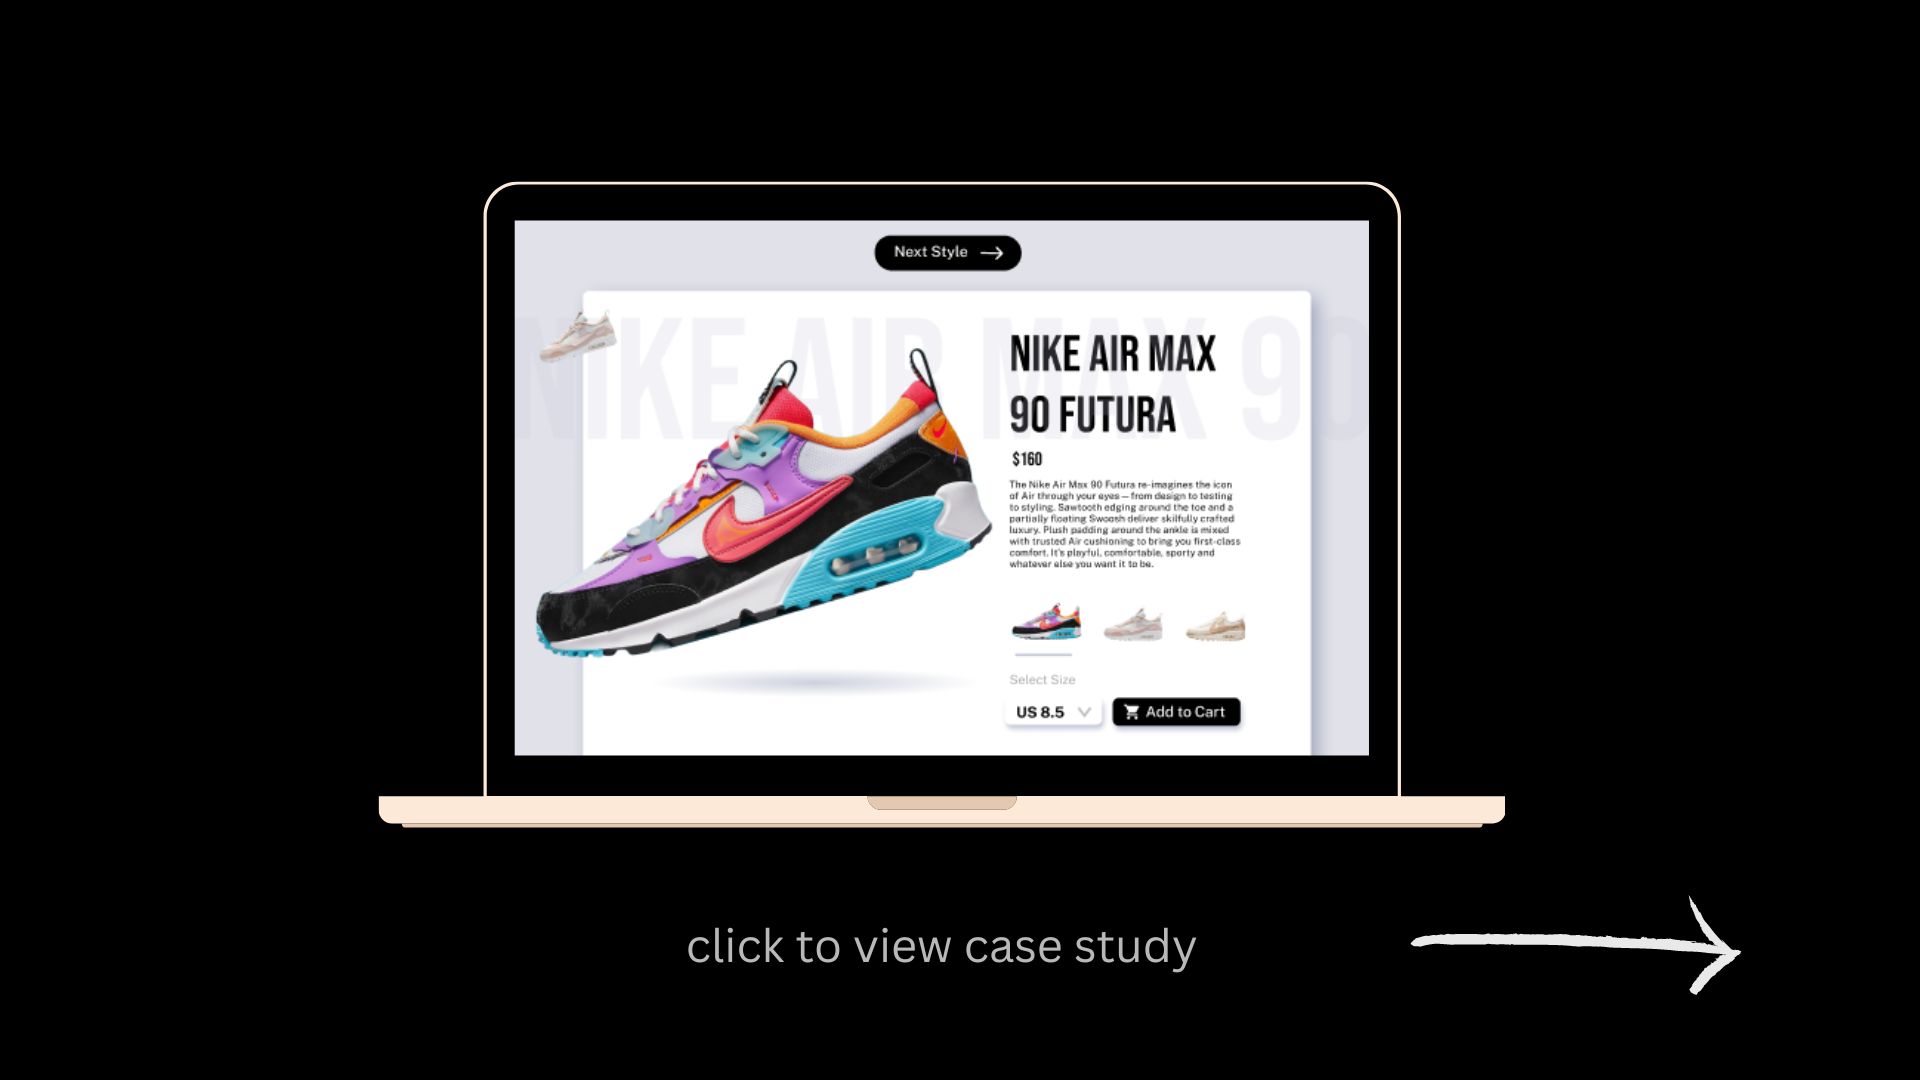 Next Style
NIKE AIR MAX 90
NIKE AIR MAX
90 FUTURA
$160
The Nike Air Max 90 Futura re-imagines the icon
of Air through your eyes—from design to testing
to styling. Sawtooth edging around the toe and a
partially floating Swoosh deliver skilfully crafted
luxury. Plush padding around the ankle is mixed
with trusted Air cushioning to bring you first-class
comfort. It's playful, comfortable, sporty and
whatever else you want it to be.
Select Size
US 8.5
Add to Cart
click to view case study